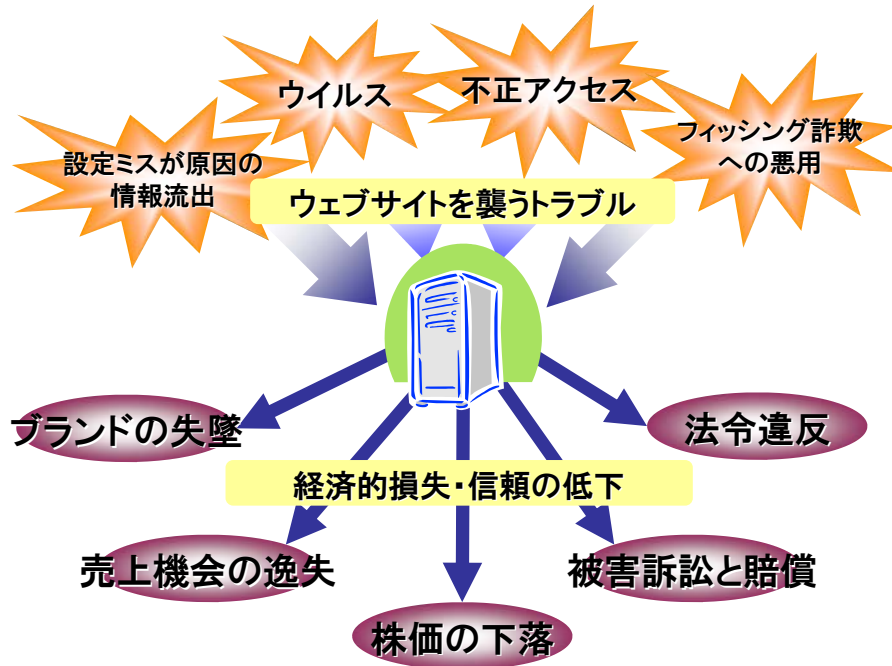 ウイルス
不正アクセス
設定ミスが原因の
情報流出
フィッシング詐欺
への悪用
ウェブサイトを襲うトラブル
ブランドの失墜
法令違反
経済的損失・信頼の低下
売上機会の逸失
被害訴訟と賠償
株価の下落